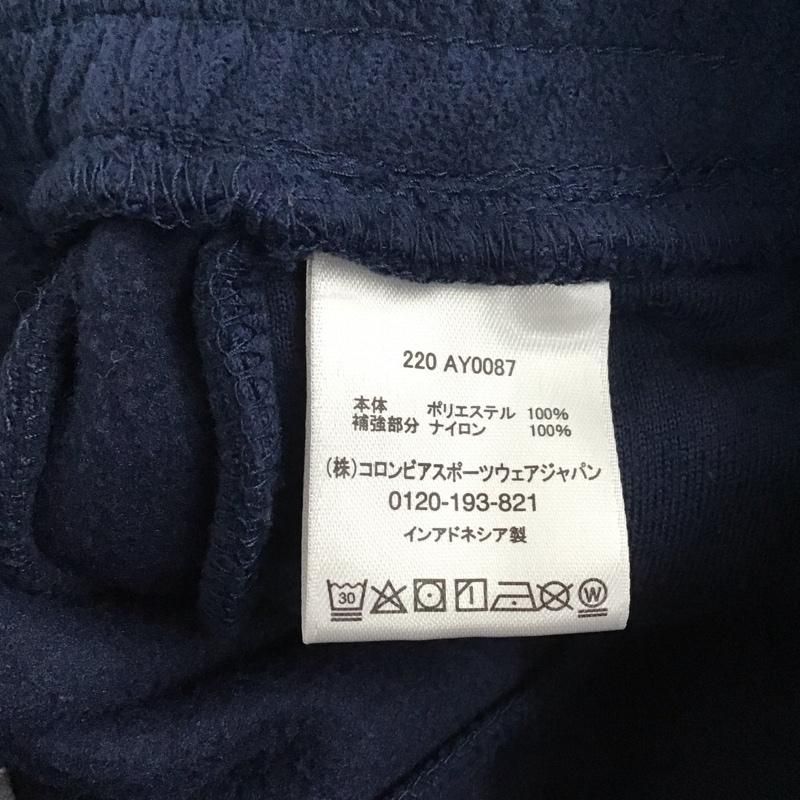 220 AY0087
本体 ポリエステル 100%
補強部分 ナイロン 100%
(株)コロンビアスポーツウェアジャパン
0120-193-821
インアドネシア製
30 W